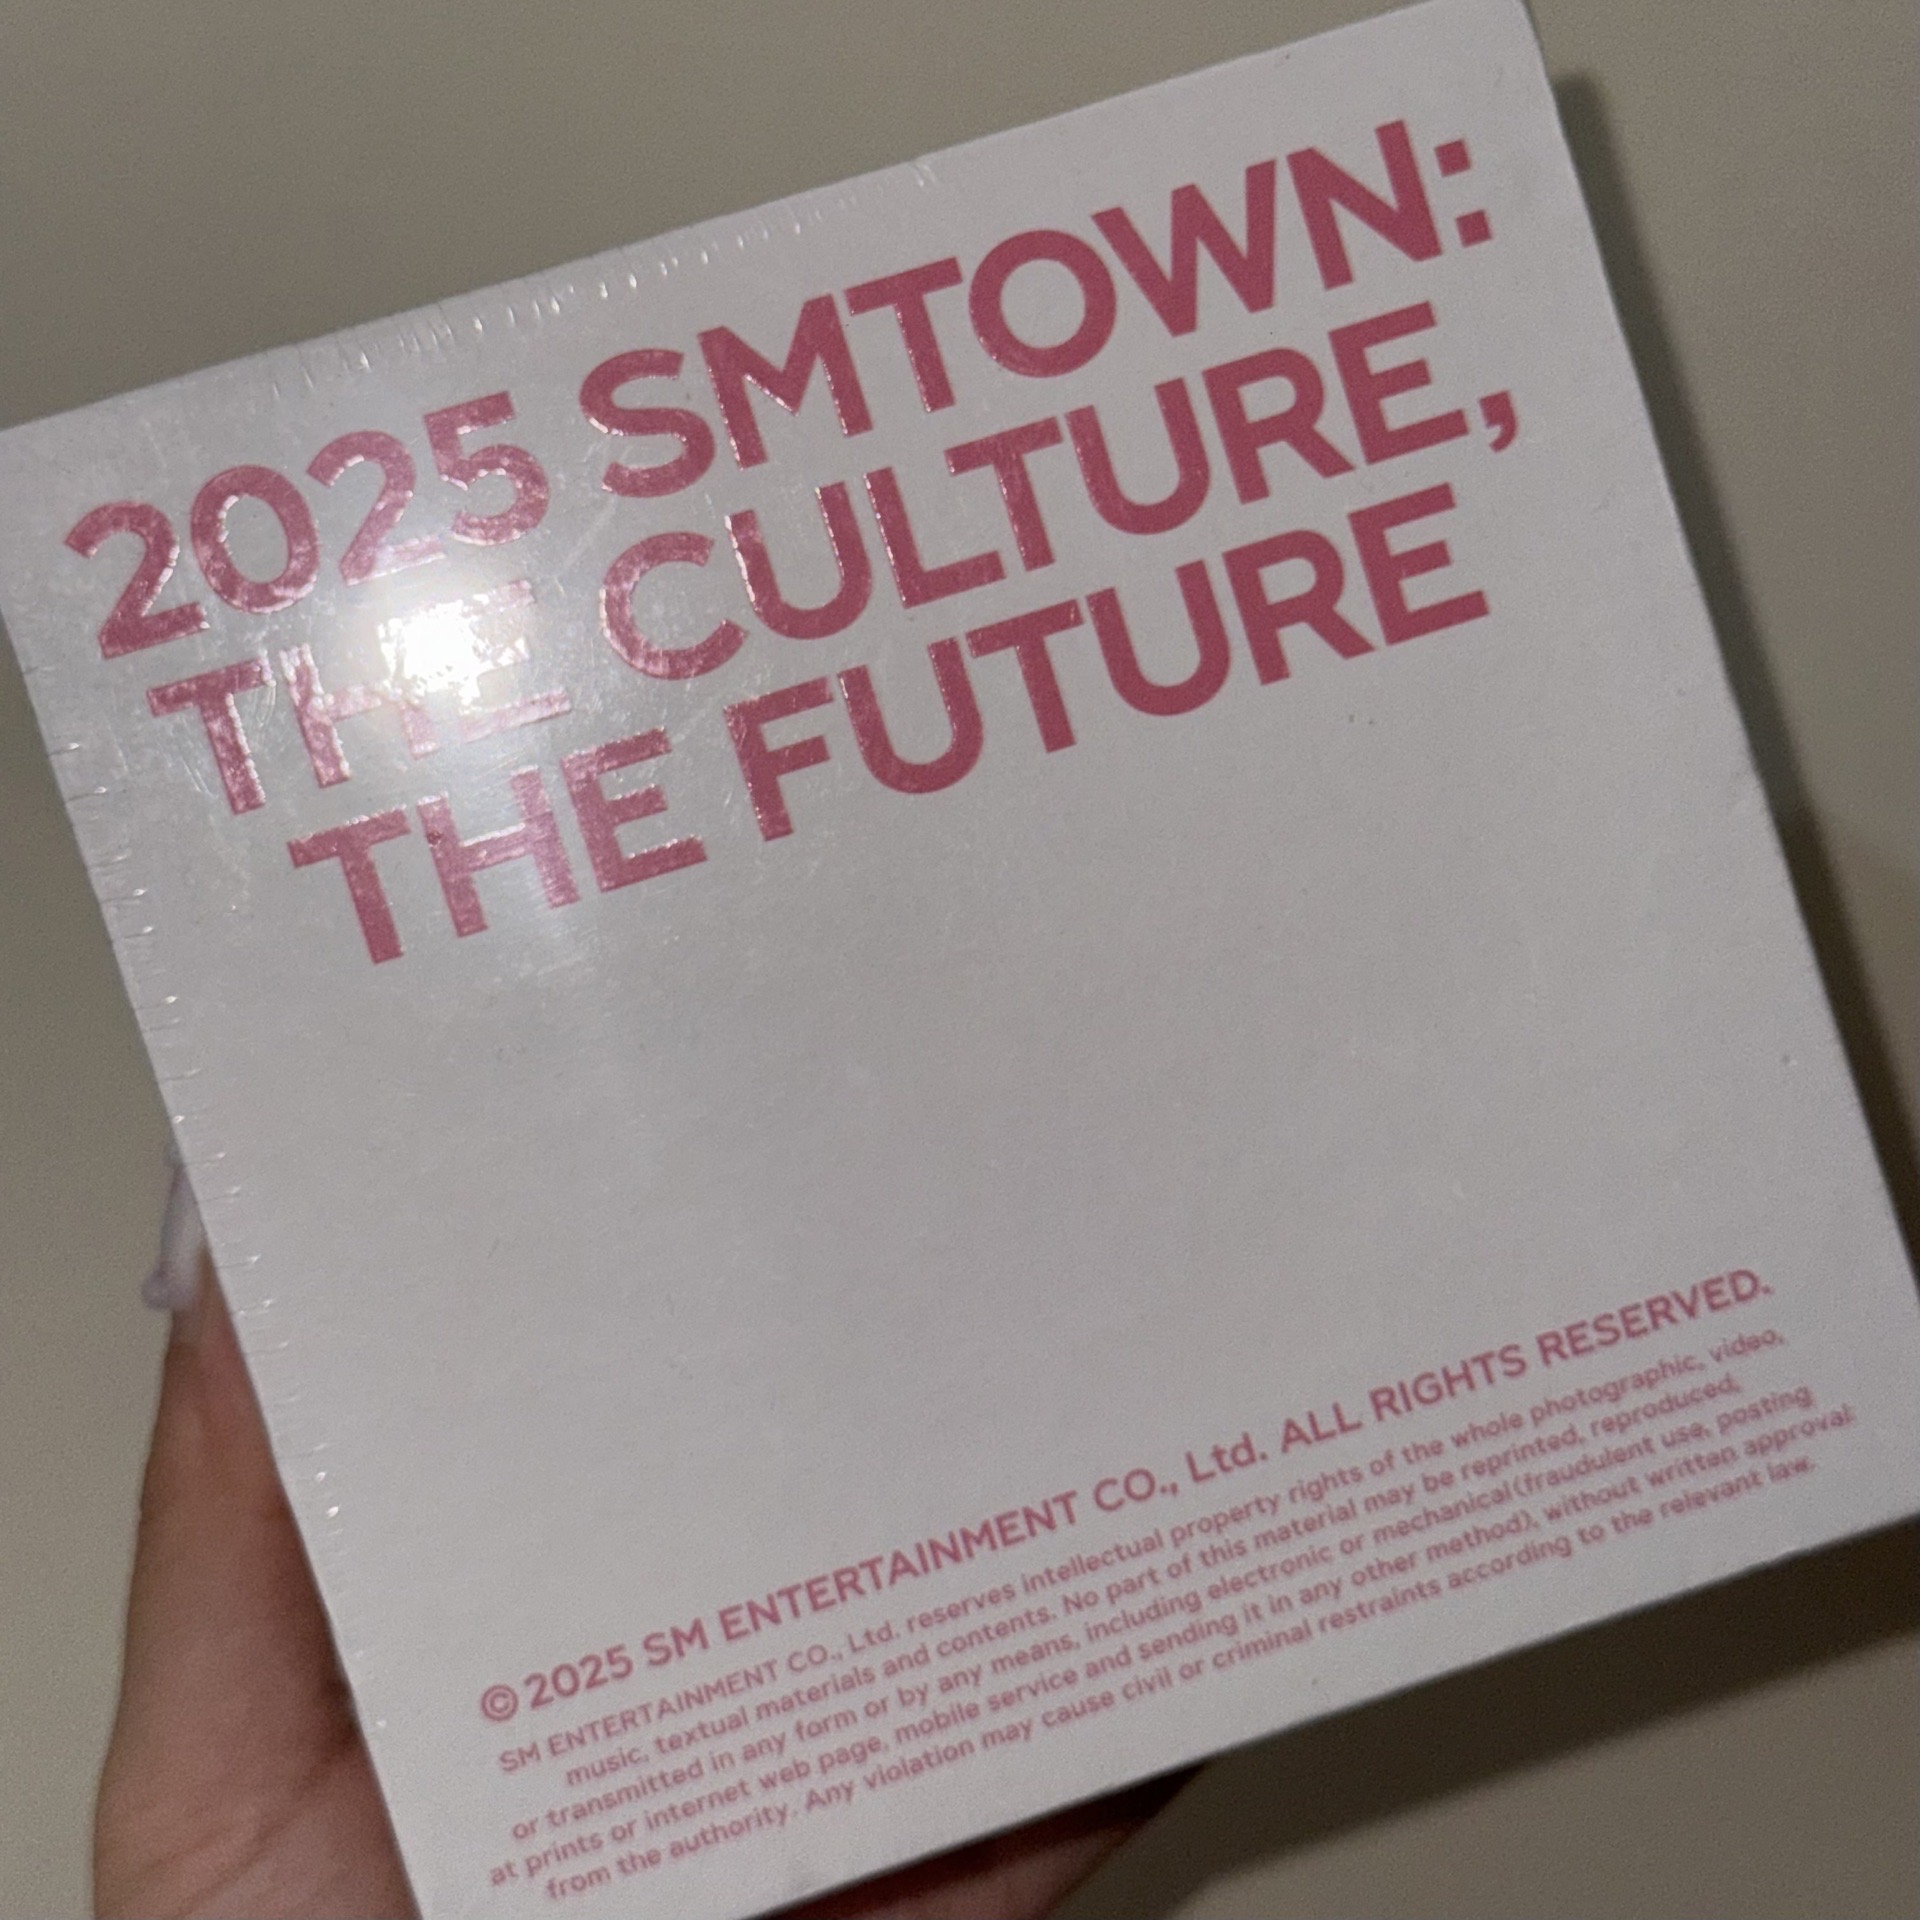 2025 SMTOWN:
THE CULTURE,
THE FUTURE
©2025 SM ENTERTAINMENT CO., Ltd. ALL RIGHTS RESERVED.
SM ENTERTAINMENT CO., Ltd. reserves intellectual property rights of the whole photographic, video,
music, textual materials and contents. No part of this material may be reprinted, reproduced,
or transmitted in any form or by any means, including electronic or mechanical(fraudulent use, posting
at prints or internet web page, mobile service and sending it in any other method), without written approval
from the authority. Any violation may cause civil or criminal restraints according to the relevant law.